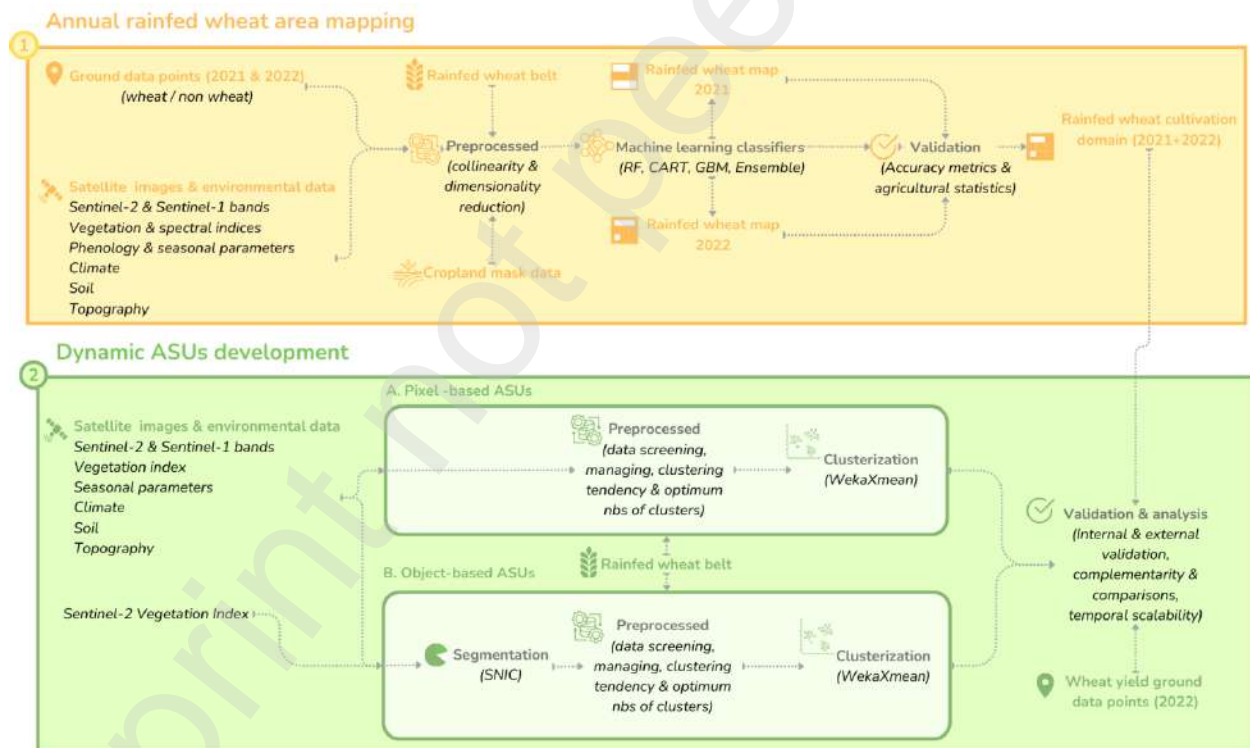 Annual rainfed wheat area mapping
1
Ground data points (2021 & 2022)
(wheat / non wheat)
Satellite images & environmental data
Sentinel-2 & Sentinel-1 bands
Vegetation & spectral indices
Phenology & seasonal parameters
Climate
Soil
Topography
Rainfed wheat belt
Preprocessed
(collinearity &
dimensionality
reduction)
Cropland mask data
Rainfed wheat map
2021
Machine learning classifiers
(RF, CART, GBM, Ensemble)
Rainfed wheat map
2022
Validation
(Accuracy metrics &
agricultural statistics)
Rainfed wheat cultivation
domain (2021+2022)
Dynamic ASUs development
2
Satellite images & environmental data
Sentinel-2 & Sentinel-1 bands
Vegetation index
Seasonal parameters
Climate
Soil
Topography
Sentinel-2 Vegetation Index
A. Pixel -based ASUs
Preprocessed
(data screening,
managing, clustering
tendency & optimum
nbs of clusters)
Clusterization
(WekaXmean)
Rainfed wheat belt
B. Object-based ASUs
Segmentation
(SNIC)
Preprocessed
(data screening,
managing, clustering
tendency & optimum
nbs of clusters)
Clusterization
(WekaXmean)
Validation & analysis
(Internal & external
validation,
complementarity &
comparisons,
temporal scalability)
Wheat yield ground
data points (2022)
print not pee